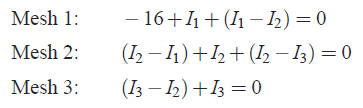 Mesh 1: − 16 + I₁ + (I₁ − I₂) = 0
Mesh 2: (I₂ − I₁) + I₂ + (I₂ − I₃) = 0
Mesh 3: (I₃ − I₂) + I₃ = 0